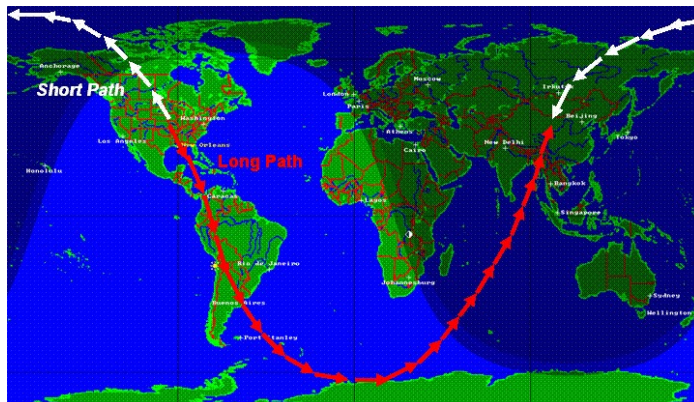 Anchorage
Moscow
London
Irkutsk
Short Path
Paris
Washington
Beijing
Athens
Tokyo
Los Angeles
New Orleans
Cairo
New Delhi
Long Path
Honolulu
Bangkok
Caracas
Lagos
Singapore
Rio de Janeiro
Johannesburg
Sydney
Buenos Aires
Wellington
Port Stanley